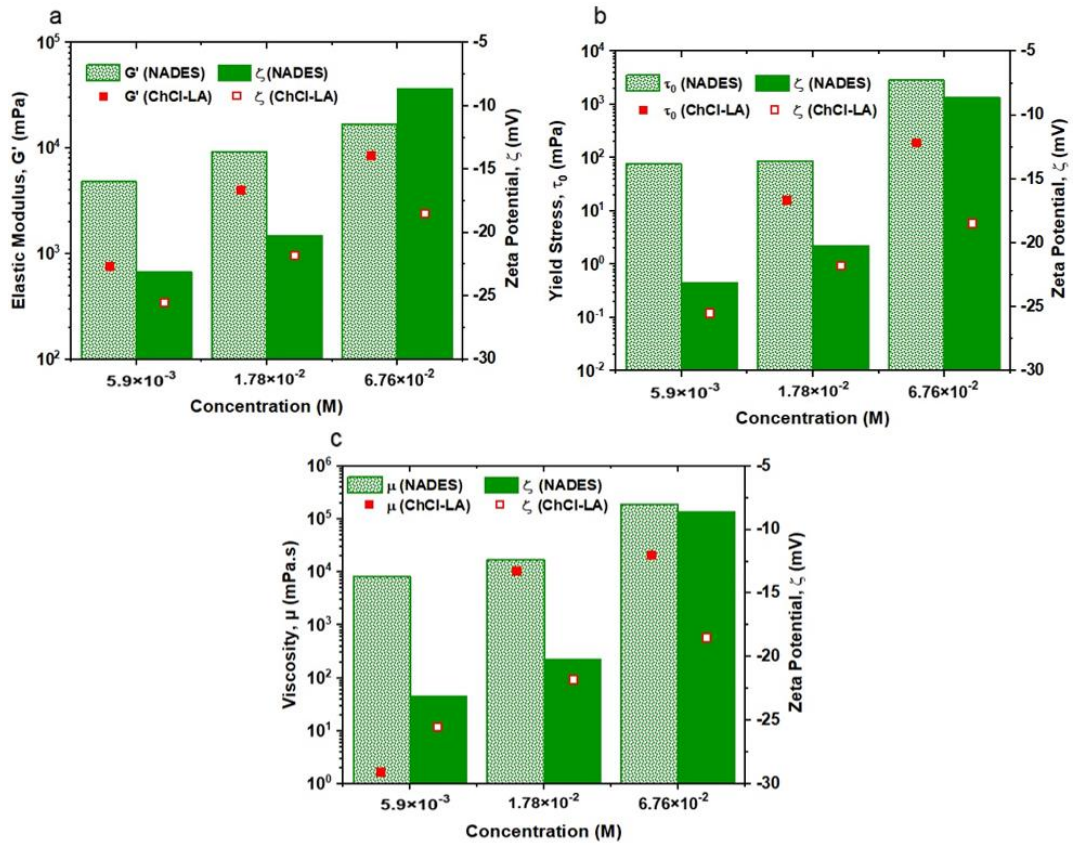 a
10⁵
10⁴
10³
10²
Elastic Modulus, G' (mPa)
G' (NADES) ζ (NADES)
G' (ChCl-LA) ζ (ChCl-LA)
-5
-10
-15
-20
-25
-30
Zeta Potential, ζ (mV)
5.9×10⁻³ 1.78×10⁻² 6.76×10⁻²
Concentration (M)
b
10⁴
10³
10²
10¹
10⁰
10⁻¹
10⁻²
Yield Stress, τ₀ (mPa)
τ₀ (NADES) ζ (NADES)
τ₀ (ChCl-LA) ζ (ChCl-LA)
-5
-10
-15
-20
-25
-30
Zeta Potential, ζ (mV)
5.9×10⁻³ 1.78×10⁻² 6.76×10⁻²
Concentration (M)
c
10⁶
10⁵
10⁴
10³
10²
10¹
10⁰
Viscosity, μ (mPa.s)
μ (NADES) ζ (NADES)
μ (ChCl-LA) ζ (ChCl-LA)
-5
-10
-15
-20
-25
-30
Zeta Potential, ζ (mV)
5.9×10⁻³ 1.78×10⁻² 6.76×10⁻²
Concentration (M)